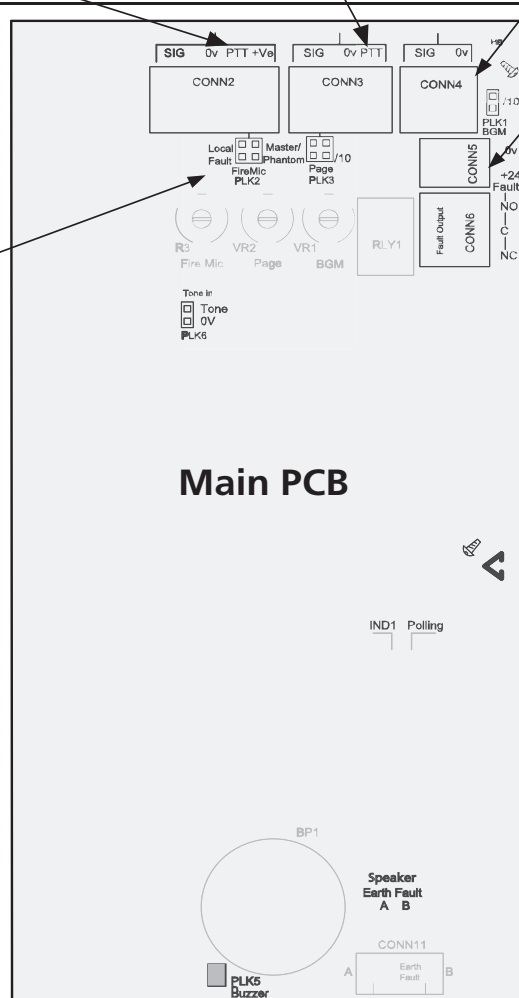 SIG 0v PTT +Ve SIG 0v PTT SIG 0v
CONN2 CONN3 CONN4
/10
PLK1
BGM
Local
Fault
FireMic
PLK2
Master/
Phantom
/10
Page
PLK3
CONN5
0v
+24
Fault
NO
C
NC
Fault Output
CONN6
R3 VR2 VR1 RLY1
Fire Mic Page BGM
Tone in
Tone
0V
PLK6
Main PCB
IND1 Polling
BP1
Speaker
Earth Fault
A B
CONN11
A Earth Fault B
PLK5
Buzzer